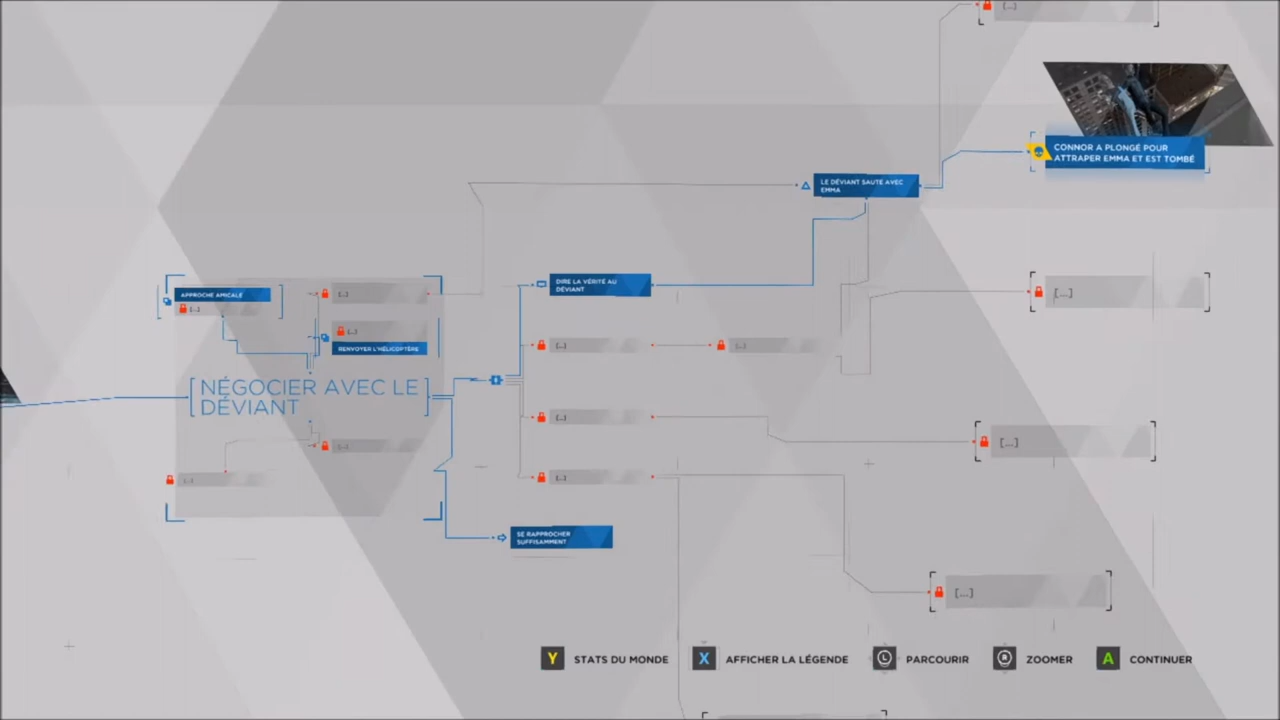 [...]
CONNOR A PLONGÉ POUR
ATTRAPER EMMA ET EST TOMBÉ
LE DÉVIANT SAUTE AVEC
EMMA
DIRE LA VÉRITÉ AU
DÉVIANT
[...]
APPROCHE AMICALE
[...]
[...]
[...]
RENVOYER L'HÉLICOPTÈRE
[...]
[...]
NÉGOCIER AVEC LE
DÉVIANT
[...]
[...]
[...]
[...]
[...]
[...]
SE RAPPROCHER
SUFFISAMMENT
[...]
Y STATS DU MONDE
X AFFICHER LA LÉGENDE
L PARCOURIR
R ZOOMER
A CONTINUER